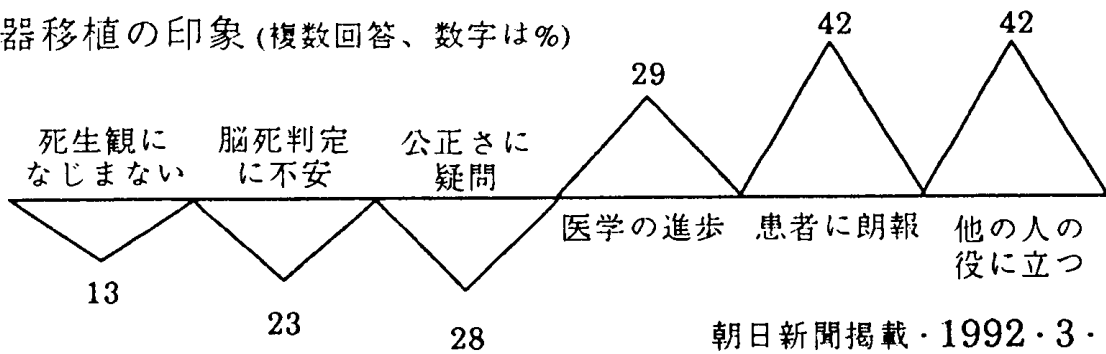 器移植の印象(複数回答、数字は%)
42
42
29
死生観に
なじまない
脳死判定
に不安
公正さに
疑問
医学の進歩
患者に朗報
他の人の
役に立つ
13
23
28
朝日新聞掲載・1992・3・